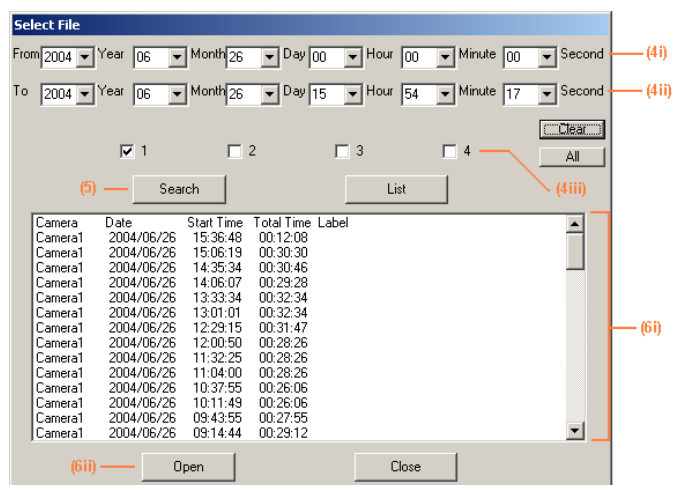 Select File
From 2004 Year 06 Month 26 Day 00 Hour 00 Minute 00 Second (4i)
To 2004 Year 06 Month 26 Day 15 Hour 54 Minute 17 Second (4ii)
Clear
1 2 3 4 All
(5) Search List (4iii)
Camera Date Start Time Total Time Label
Camera1 2004/06/26 15:36:48 00:12:08
Camera1 2004/06/26 15:06:19 00:30:30
Camera1 2004/06/26 14:35:34 00:30:46
Camera1 2004/06/26 14:06:07 00:29:28
Camera1 2004/06/26 13:33:34 00:32:34
Camera1 2004/06/26 13:01:01 00:32:34
Camera1 2004/06/26 12:29:15 00:31:47
Camera1 2004/06/26 12:00:50 00:28:26 (6i)
Camera1 2004/06/26 11:32:25 00:28:26
Camera1 2004/06/26 11:04:00 00:28:26
Camera1 2004/06/26 10:37:55 00:26:06
Camera1 2004/06/26 10:11:49 00:26:06
Camera1 2004/06/26 09:43:55 00:27:55
Camera1 2004/06/26 09:14:44 00:29:12
(6ii) Open Close